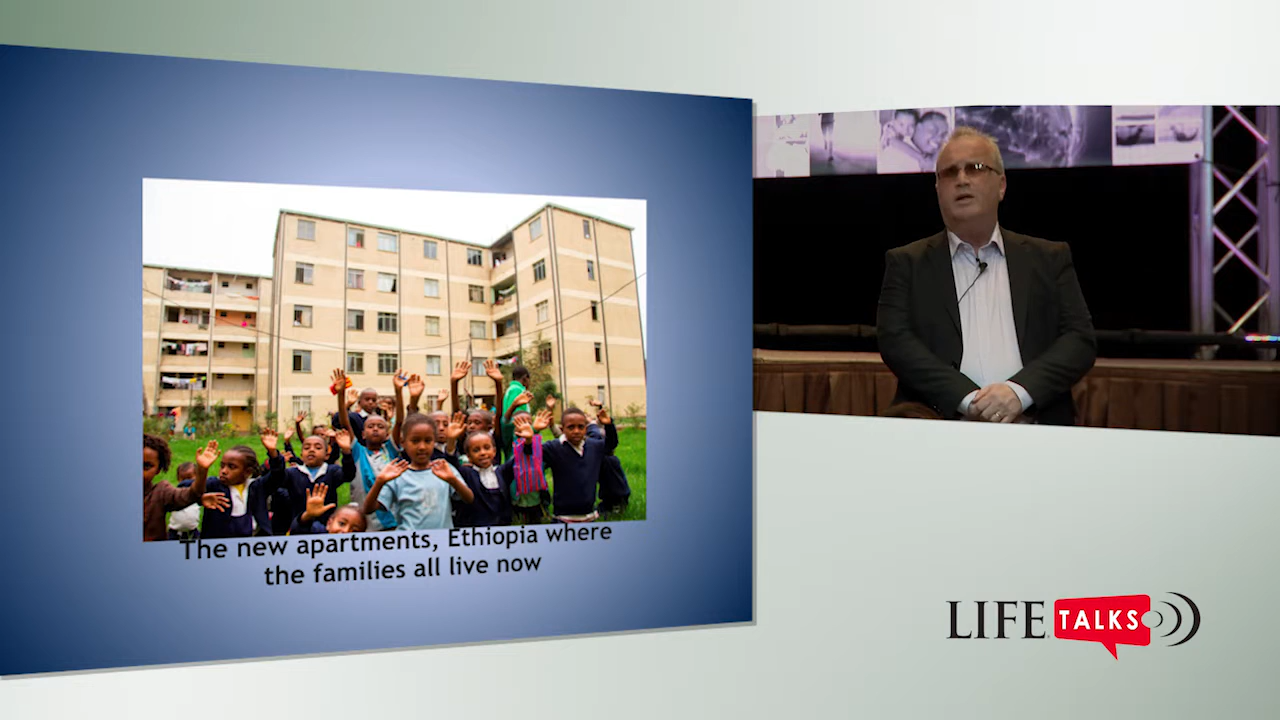 The new apartments, Ethiopia where
the families all live now
LIFE TALKS